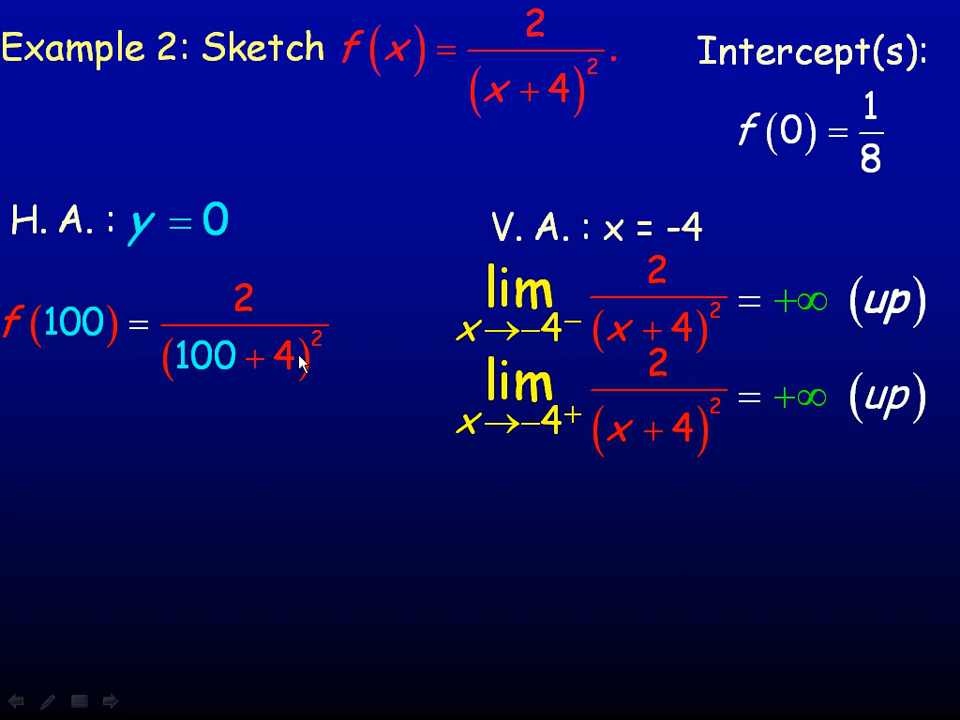 Example 2: Sketch f(x) = 2/(x + 4)².
Intercept(s):
f(0) = 1/8
H. A. : y = 0
V. A. : x = -4
f(100) = 2/(100 + 4)²
lim x→−4⁻ 2/(x + 4)² = +∞ (up)
lim x→−4⁺ 2/(x + 4)² = +∞ (up)